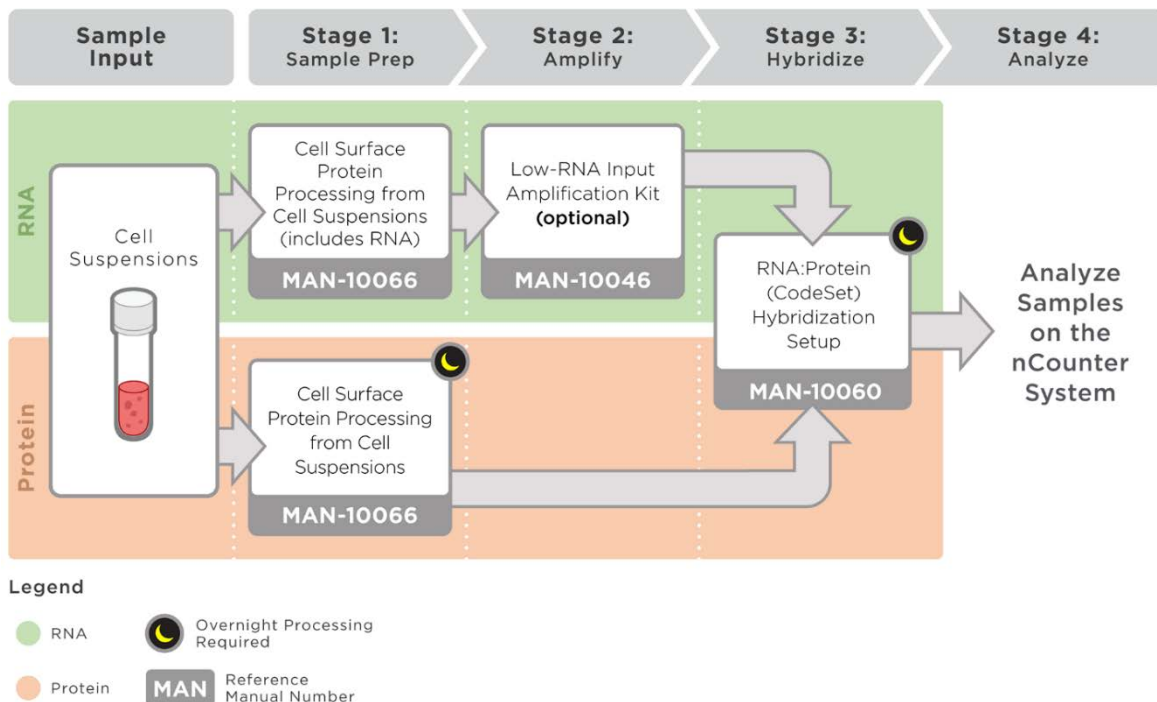 Sample
Input
Stage 1:
Sample Prep
Stage 2:
Amplify
Stage 3:
Hybridize
Stage 4:
Analyze
RNA
Cell
Suspensions
Cell Surface
Protein
Processing from
Cell Suspensions
(includes RNA)
MAN-10066
Low-RNA Input
Amplification Kit
(optional)
MAN-10046
RNA:Protein
(CodeSet)
Hybridization
Setup
MAN-10060
Analyze
Samples
on the
nCounter
System
Protein
Cell Surface
Protein Processing
from Cell
Suspensions
MAN-10066
Legend
RNA
Overnight Processing
Required
Protein
MAN
Reference
Manual Number